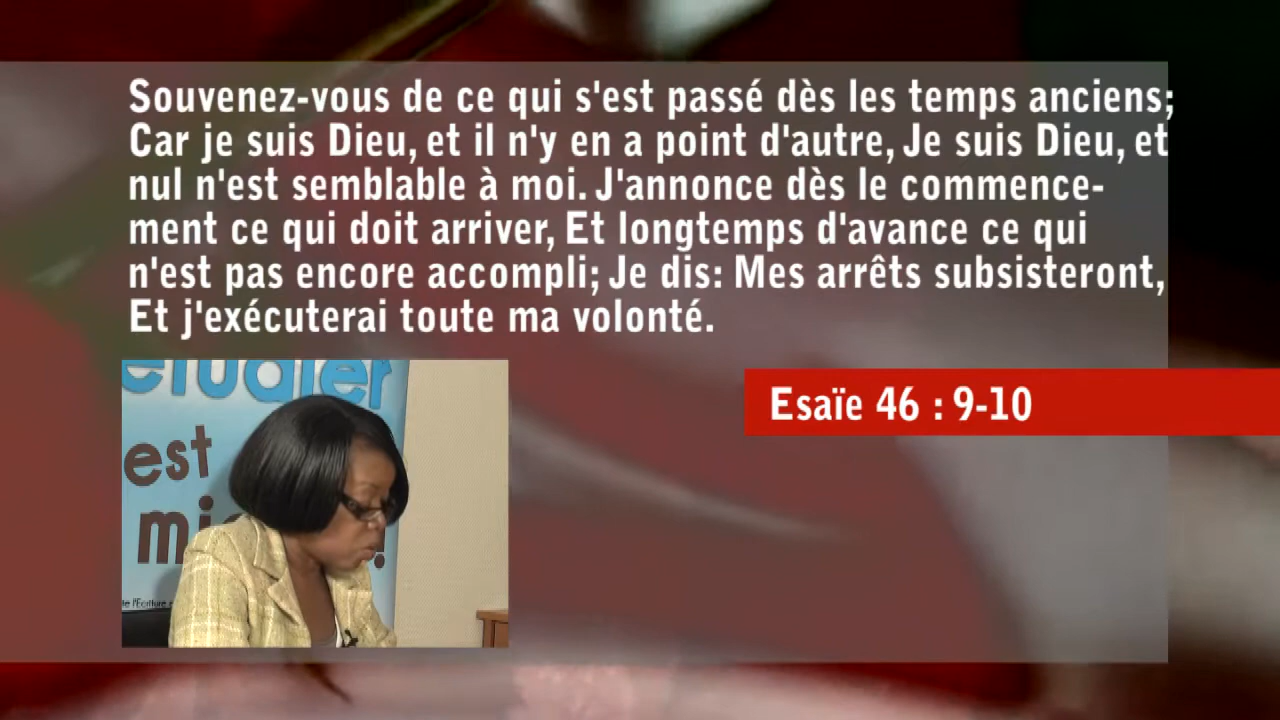 Souvenez-vous de ce qui s'est passé dès les temps anciens;
Car je suis Dieu, et il n'y en a point d'autre, Je suis Dieu, et
nul n'est semblable à moi. J'annonce dès le commence-
ment ce qui doit arriver, Et longtemps d'avance ce qui
n'est pas encore accompli; Je dis: Mes arrêts subsisteront,
Et j'exécuterai toute ma volonté.
Esaïe 46 : 9-10
etudier
est
l'Ecriture